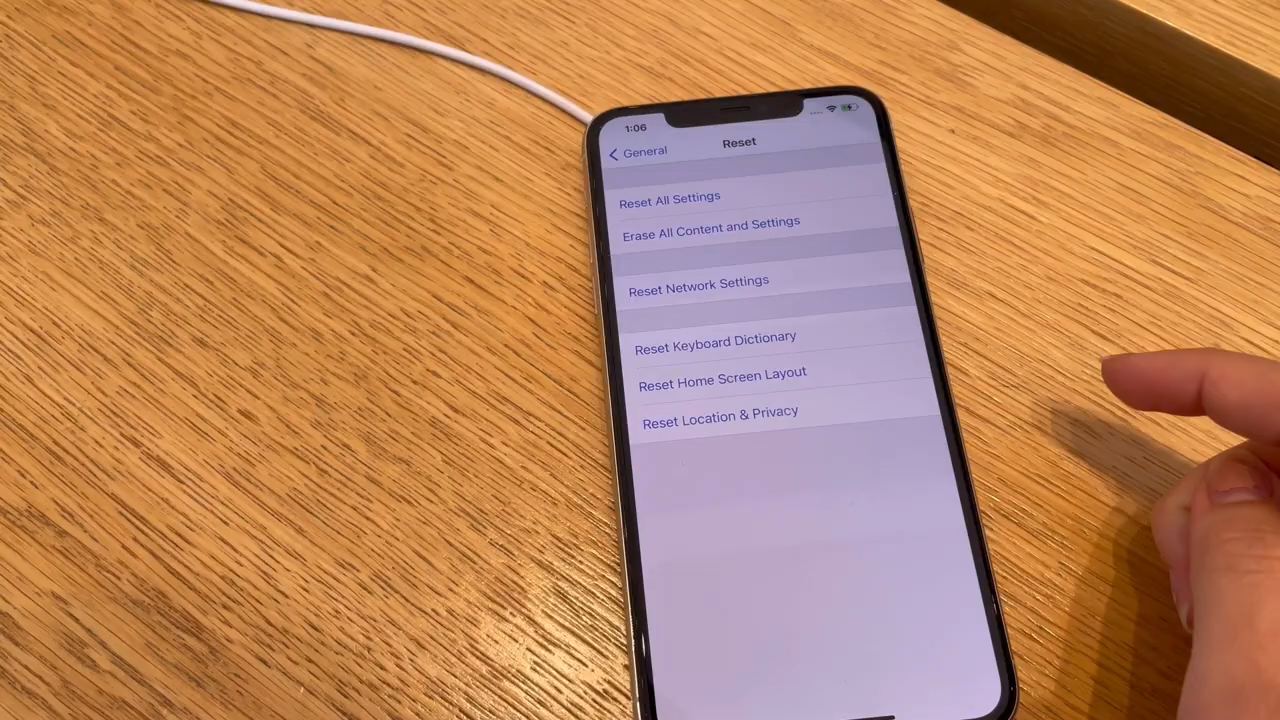 1:06
General
Reset
Reset All Settings
Erase All Content and Settings
Reset Network Settings
Reset Keyboard Dictionary
Reset Home Screen Layout
Reset Location & Privacy